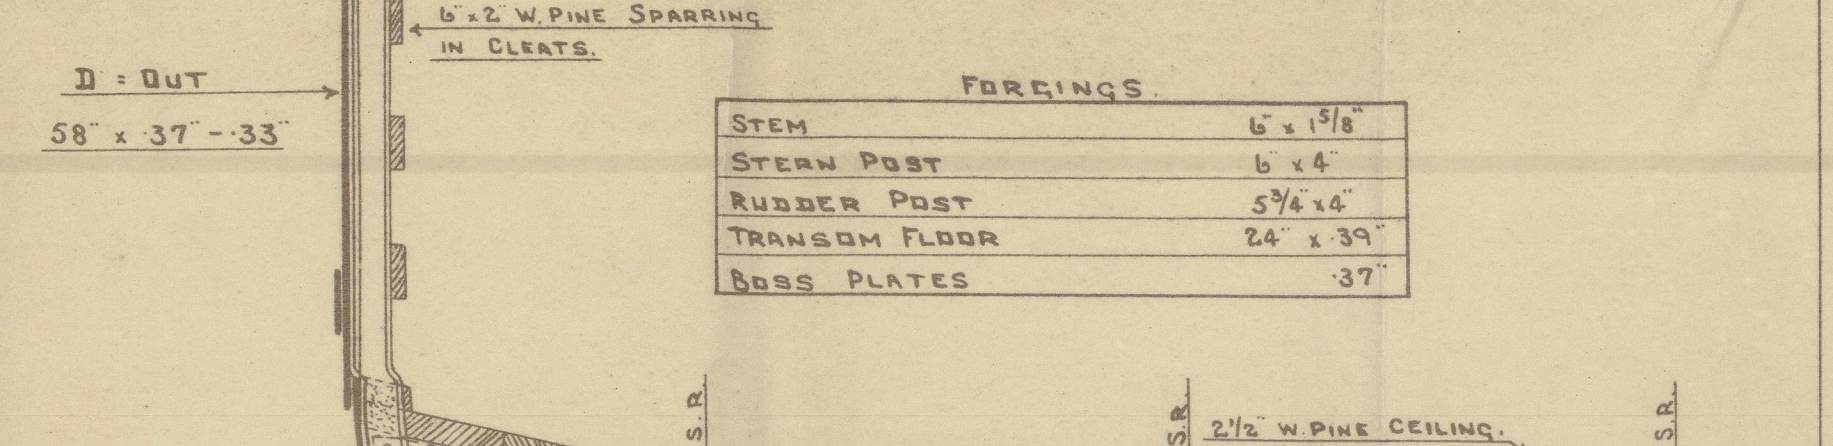 6" x 2" W. PINE SPARRING
IN CLEATS.
D = OUT
58" x .37" - .33"
FORGINGS.
STEM 6" x 1 5/8"
STERN POST 6" x 4"
RUDDER POST 5 3/4" x 4"
TRANSOM FLOOR 24" x .39"
BOSS PLATES .37"
S.R.
S.R.
2 1/2" W. PINE CEILING.
S.R.